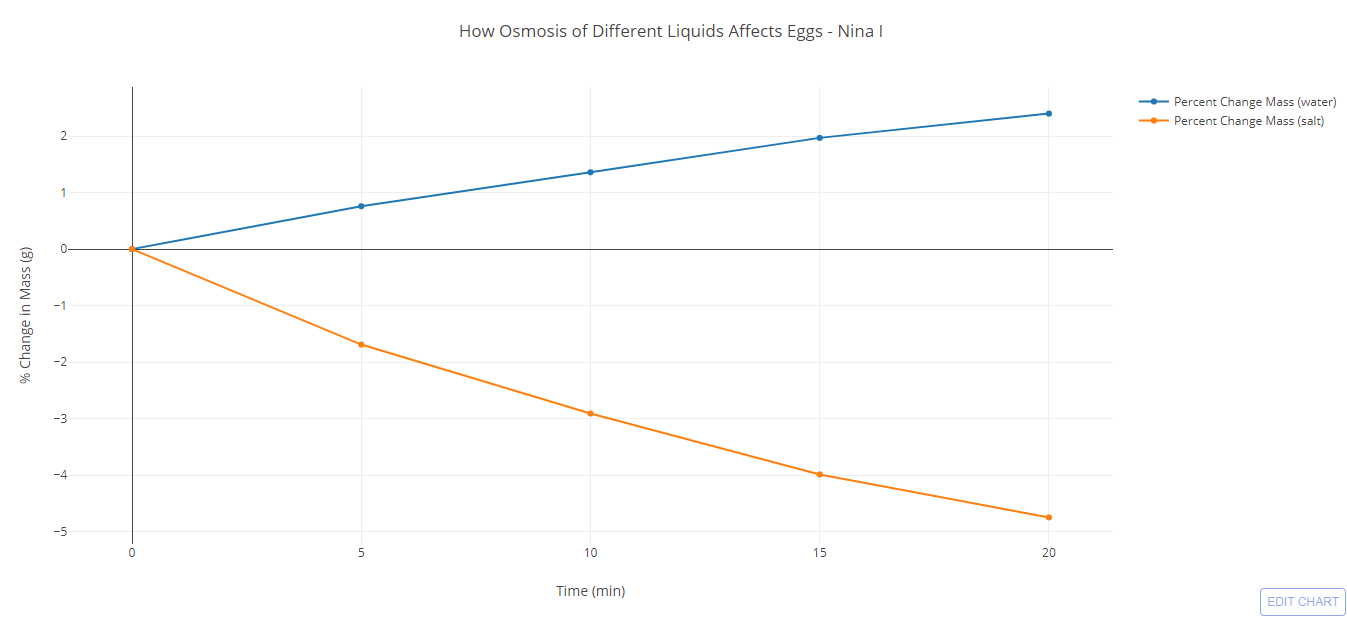 How Osmosis of Different Liquids Affects Eggs - Nina I
Percent Change Mass (water)
Percent Change Mass (salt)
% Change in Mass (g)
2
1
0
−1
−2
−3
−4
−5
0
5
10
15
20
Time (min)
EDIT CHART